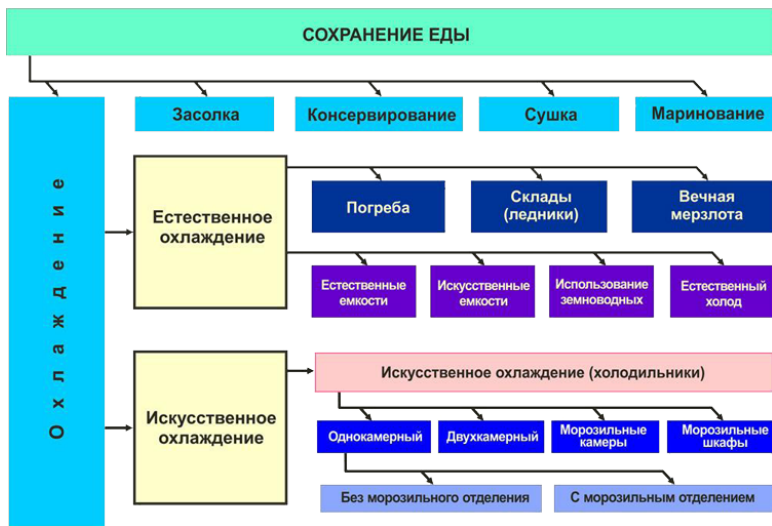 СОХРАНЕНИЕ ЕДЫ
Охлаждение
Засолка
Консервирование
Сушка
Маринование
Естественное
охлаждение
Погреба
Склады
(ледники)
Вечная
мерзлота
Естественные
емкости
Искусственные
емкости
Использование
земноводных
Естественный
холод
Искусственное
охлаждение
Искусственное охлаждение (холодильники)
Однокамерный
Двухкамерный
Морозильные
камеры
Морозильные
шкафы
Без морозильного отделения
С морозильным отделением